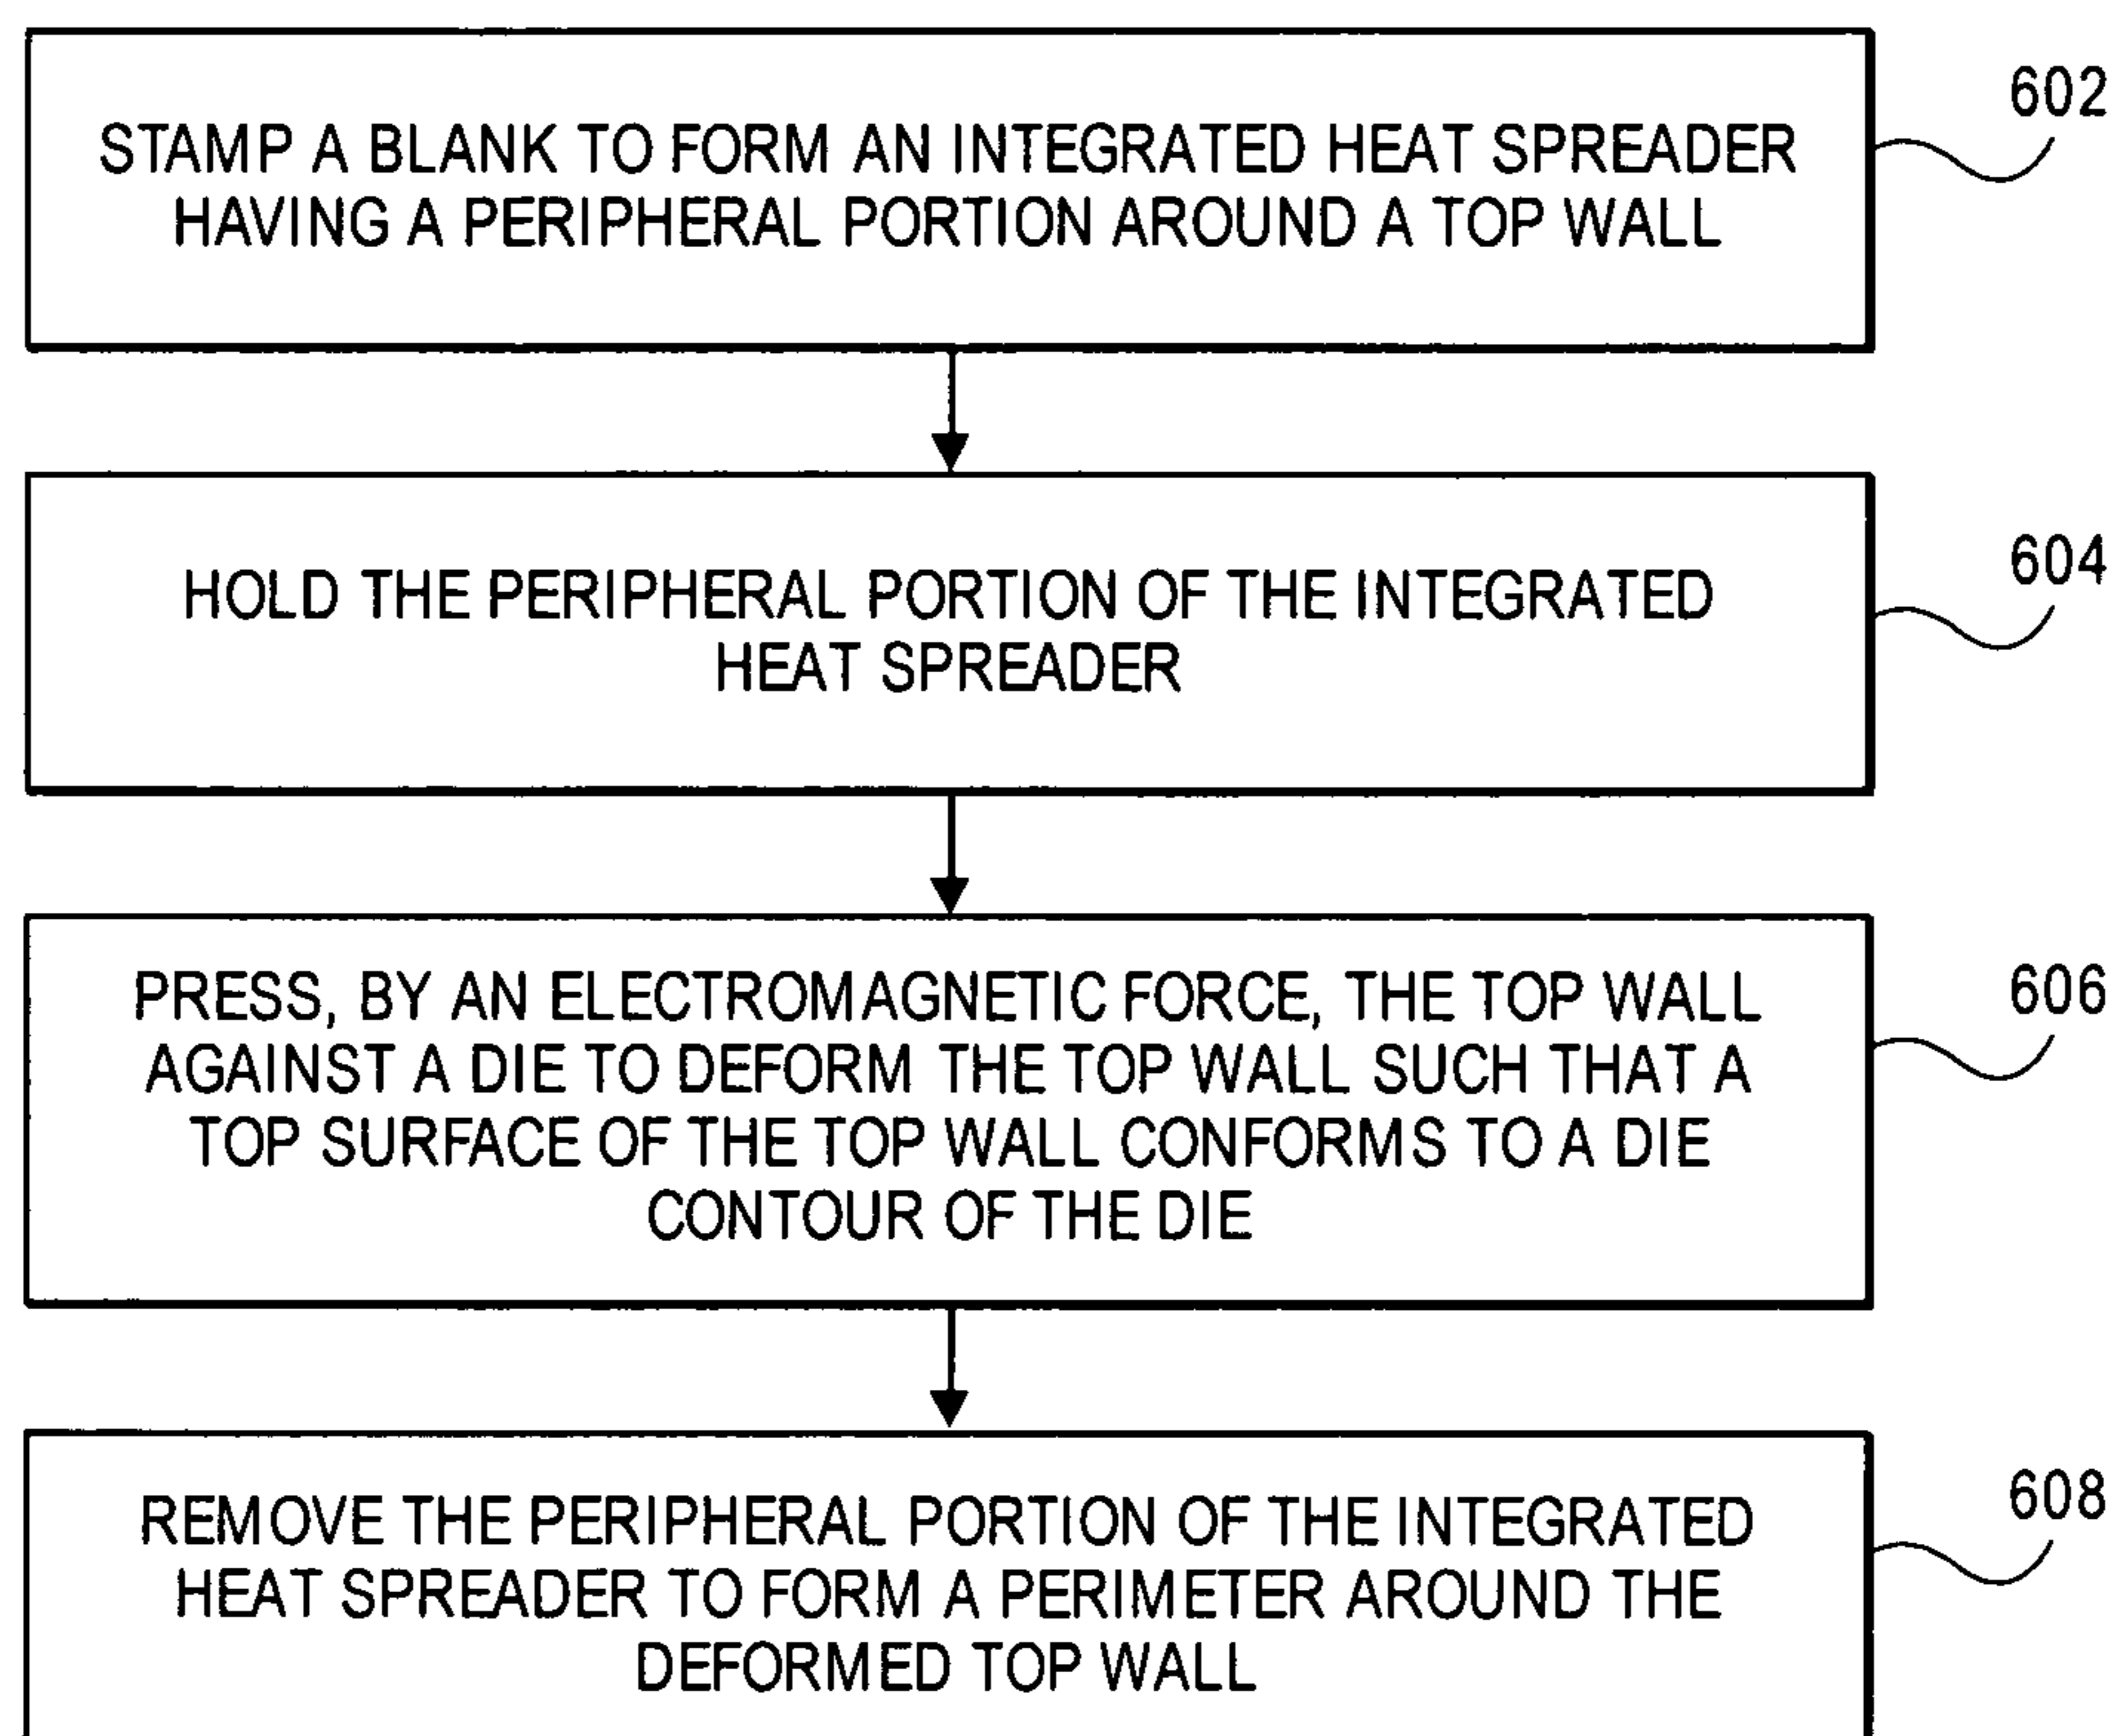 STAMP A BLANK TO FORM AN INTEGRATED HEAT SPREADER
HAVING A PERIPHERAL PORTION AROUND A TOP WALL
602
HOLD THE PERIPHERAL PORTION OF THE INTEGRATED
HEAT SPREADER
604
PRESS, BY AN ELECTROMAGNETIC FORCE, THE TOP WALL
AGAINST A DIE TO DEFORM THE TOP WALL SUCH THAT A
TOP SURFACE OF THE TOP WALL CONFORMS TO A DIE
CONTOUR OF THE DIE
606
REMOVE THE PERIPHERAL PORTION OF THE INTEGRATED
HEAT SPREADER TO FORM A PERIMETER AROUND THE
DEFORMED TOP WALL
608